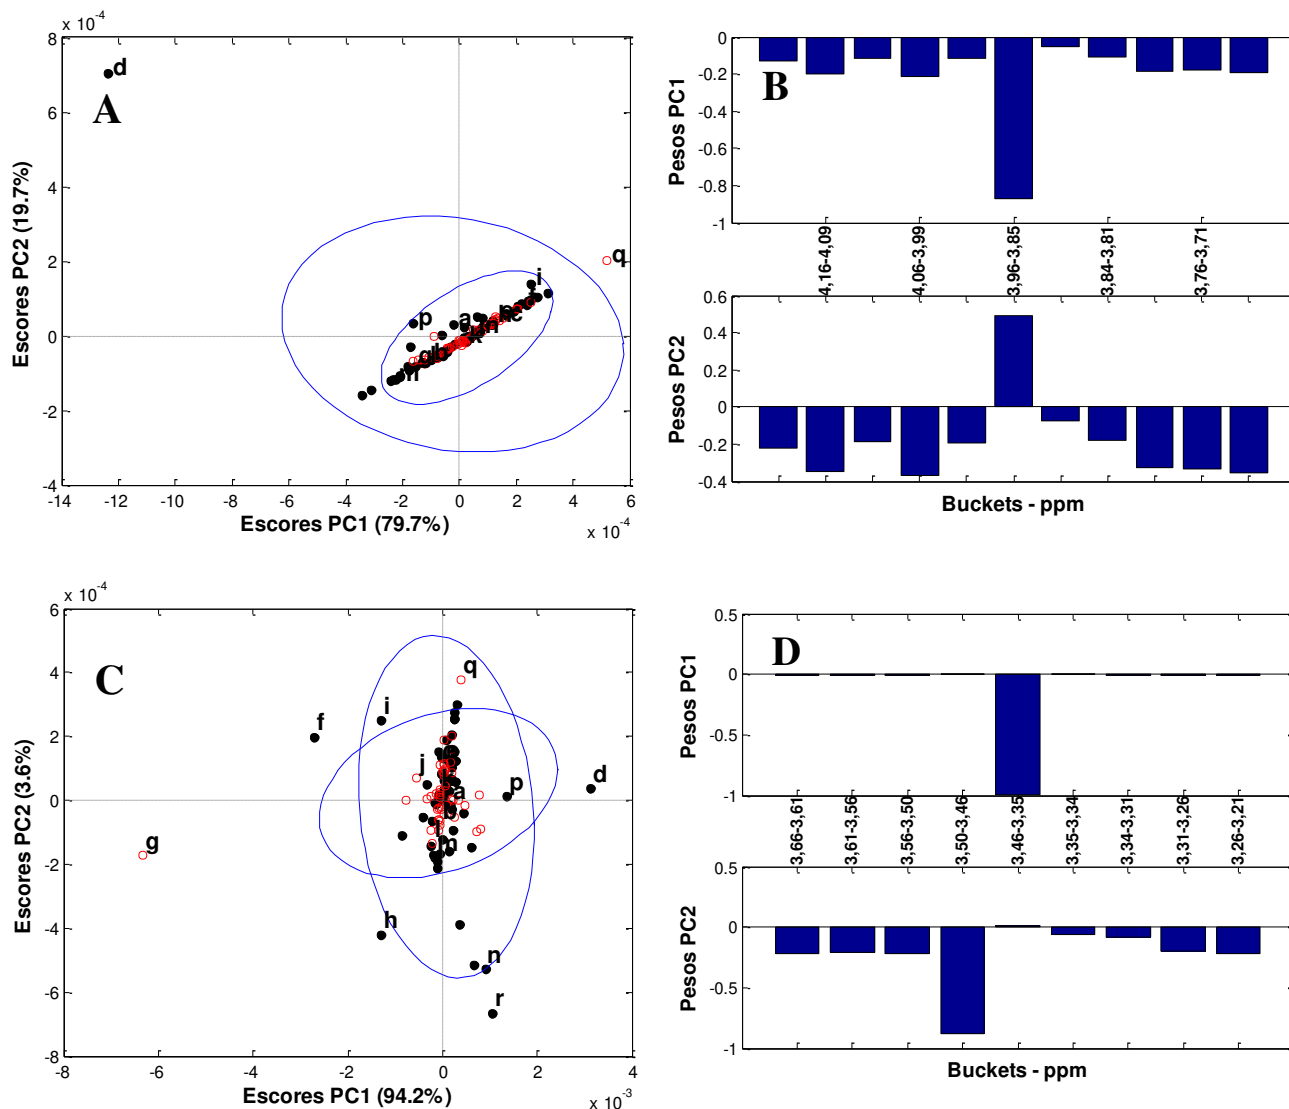 x 10^-4
8
6
4
2
0
-2
-4
-14
-12
-10
-8
-6
-4
-2
0
2
4
6
x 10^-4
Escores PC2 (19.7%)
Escores PC1 (79.7%)
A
d
q
i
p
a
n
0
-0.2
-0.4
-0.6
-0.8
-1
Pesos PC1
B
4,16-4,09
4,06-3,99
3,96-3,85
3,84-3,81
3,76-3,71
0.6
0.4
0.2
0
-0.2
-0.4
Pesos PC2
Buckets - ppm
x 10^-4
6
4
2
0
-2
-4
-6
-8
-8
-6
-4
-2
0
2
4
x 10^-3
Escores PC2 (3.6%)
Escores PC1 (94.2%)
C
q
i
f
j
p
d
a
g
m
h
n
r
0.5
0
-0.5
-1
Pesos PC1
D
3,66-3,61
3,61-3,56
3,56-3,50
3,50-3,46
3,46-3,35
3,35-3,34
3,34-3,31
3,31-3,26
3,26-3,21
0.5
0
-0.5
-1
Pesos PC2
Buckets - ppm